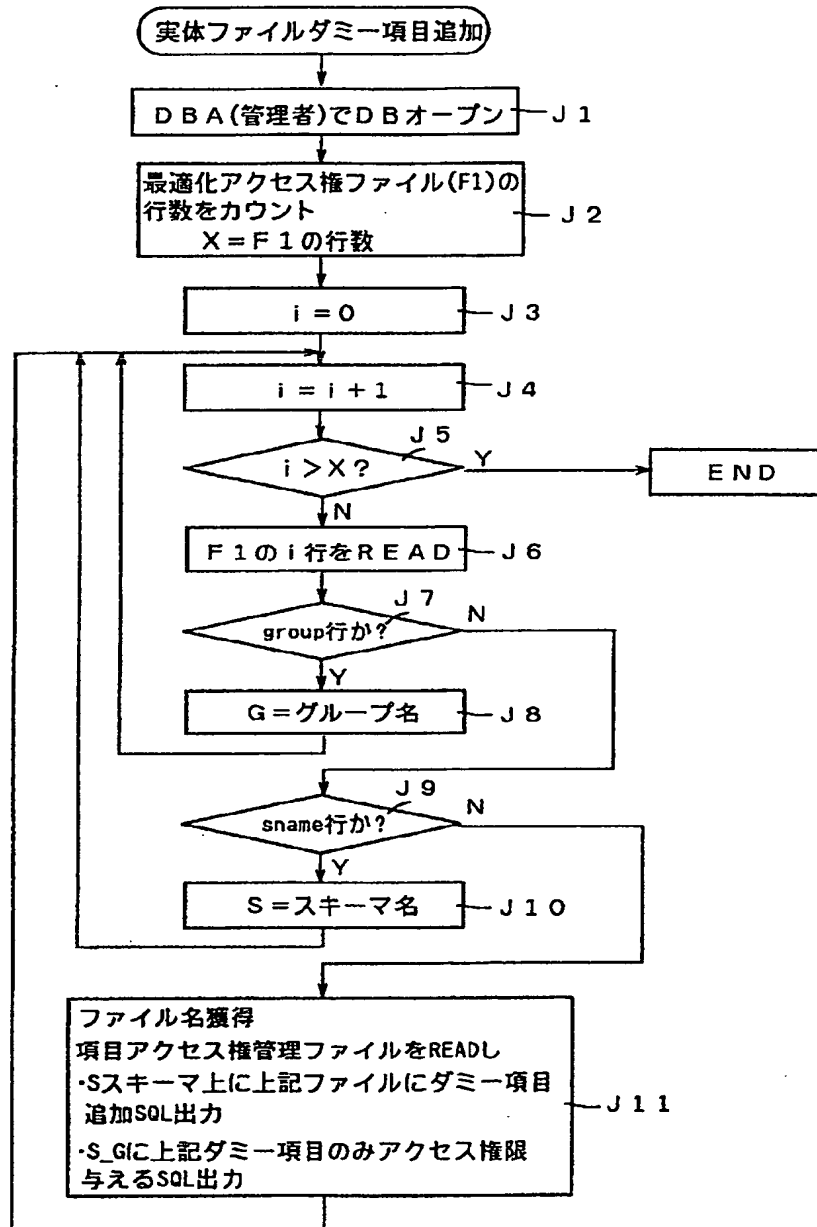 実体ファイルダミー項目追加
DBA(管理者)でDBオープン
J1
最適化アクセス権ファイル(F1)の
行数をカウント
X=F1の行数
J2
i=0
J3
i=i+1
J4
J5
i>X?
Y
END
N
F1のi行をREAD
J6
J7
group行か?
N
Y
G=グループ名
J8
J9
sname行か?
N
Y
S=スキーマ名
J10
ファイル名獲得
項目アクセス権管理ファイルをREADし
・Sスキーマ上に上記ファイルにダミー項目
追加SQL出力
・S_Gに上記ダミー項目のみアクセス権限
与えるSQL出力
J11